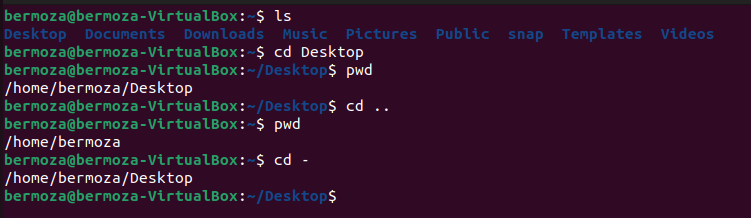 bermoza@bermoza-VirtualBox:~$ ls
Desktop  Documents  Downloads  Music  Pictures  Public  snap  Templates  Videos
bermoza@bermoza-VirtualBox:~$ cd Desktop
bermoza@bermoza-VirtualBox:~/Desktop$ pwd
/home/bermoza/Desktop
bermoza@bermoza-VirtualBox:~/Desktop$ cd ..
bermoza@bermoza-VirtualBox:~$ pwd
/home/bermoza
bermoza@bermoza-VirtualBox:~$ cd -
/home/bermoza/Desktop
bermoza@bermoza-VirtualBox:~/Desktop$